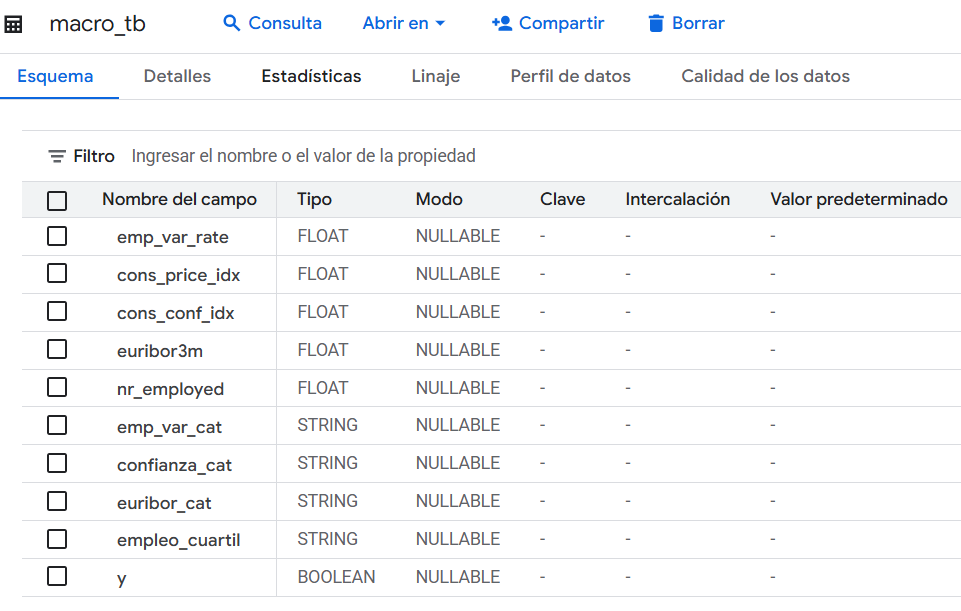 macro_tb Consulta Abrir en Compartir Borrar
Esquema Detalles Estadísticas Linaje Perfil de datos Calidad de los datos
Filtro Ingresar el nombre o el valor de la propiedad
Nombre del campo Tipo Modo Clave Intercalación Valor predeterminado
emp_var_rate FLOAT NULLABLE - - -
cons_price_idx FLOAT NULLABLE - - -
cons_conf_idx FLOAT NULLABLE - - -
euribor3m FLOAT NULLABLE - - -
nr_employed FLOAT NULLABLE - - -
emp_var_cat STRING NULLABLE - - -
confianza_cat STRING NULLABLE - - -
euribor_cat STRING NULLABLE - - -
empleo_cuartil STRING NULLABLE - - -
y BOOLEAN NULLABLE - - -